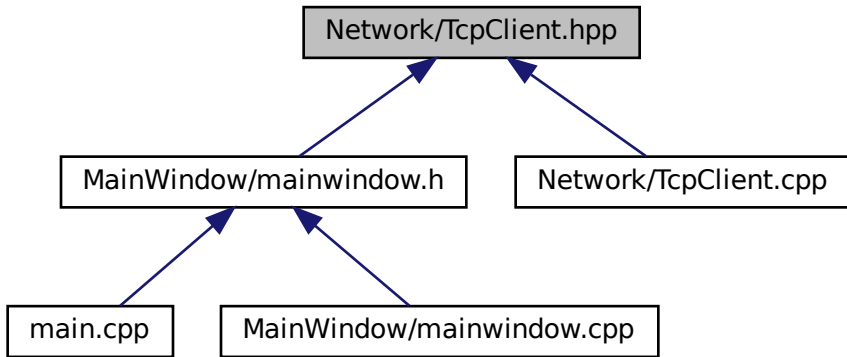 Network/TcpClient.hpp
MainWindow/mainwindow.h
Network/TcpClient.cpp
main.cpp
MainWindow/mainwindow.cpp